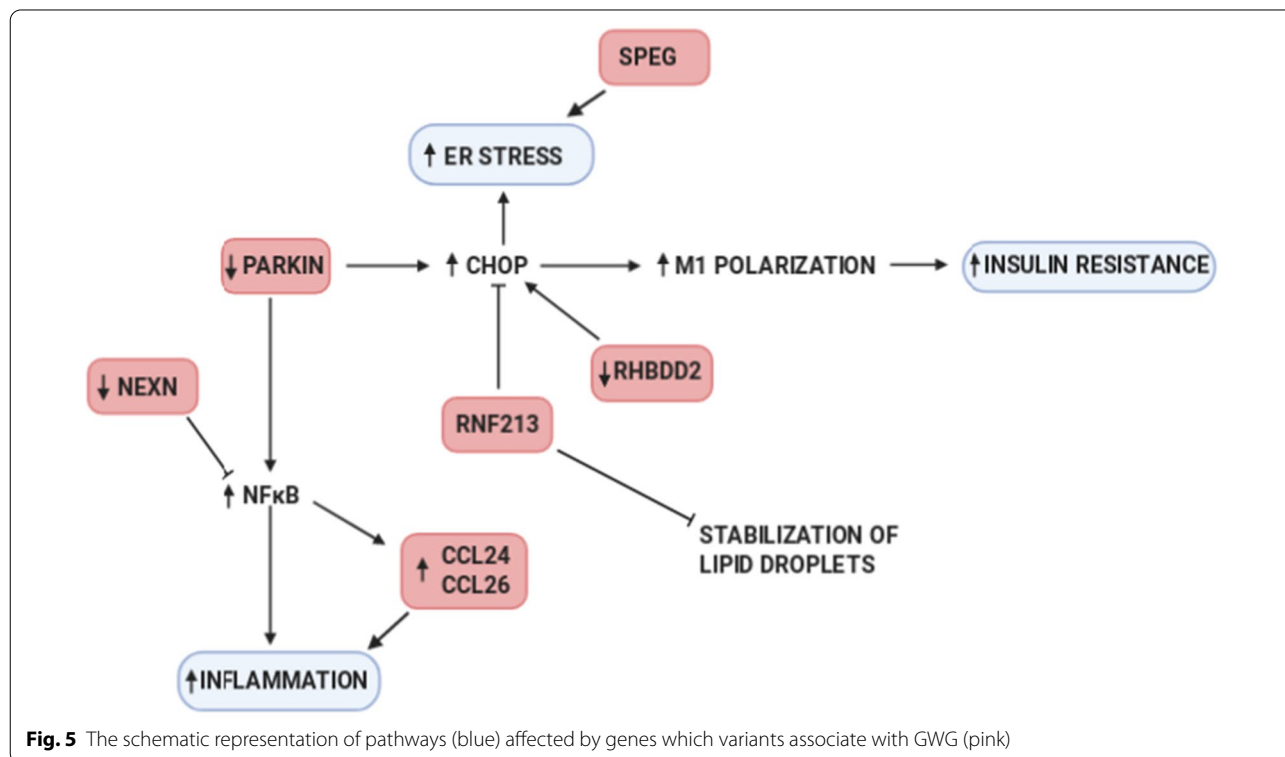 SPEG
↑ ER STRESS
↓ PARKIN
↑ CHOP
↑ M1 POLARIZATION
↑ INSULIN RESISTANCE
↓ NEXN
↓ RHBDD2
RNF213
↑ NFκB
STABILIZATION OF
LIPID DROPLETS
↑ CCL24
CCL26
↑ INFLAMMATION
Fig. 5 The schematic representation of pathways (blue) affected by genes which variants associate with GWG (pink)